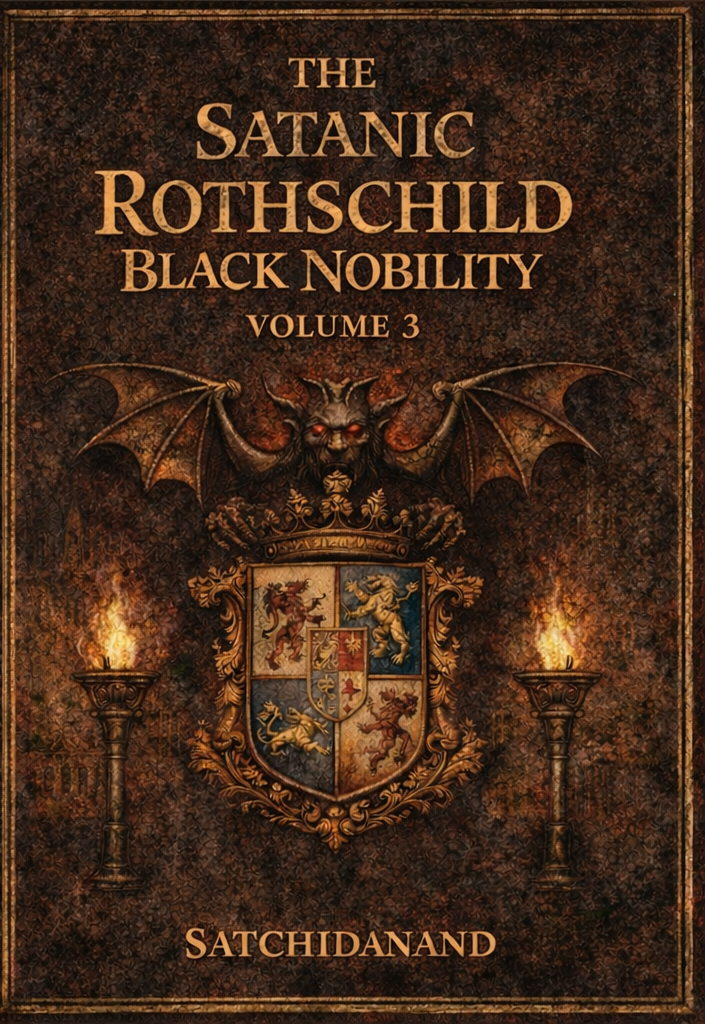 THE
SATANIC
ROTHSCHILD
BLACK NOBILITY
VOLUME 3
SATCHIDANAND